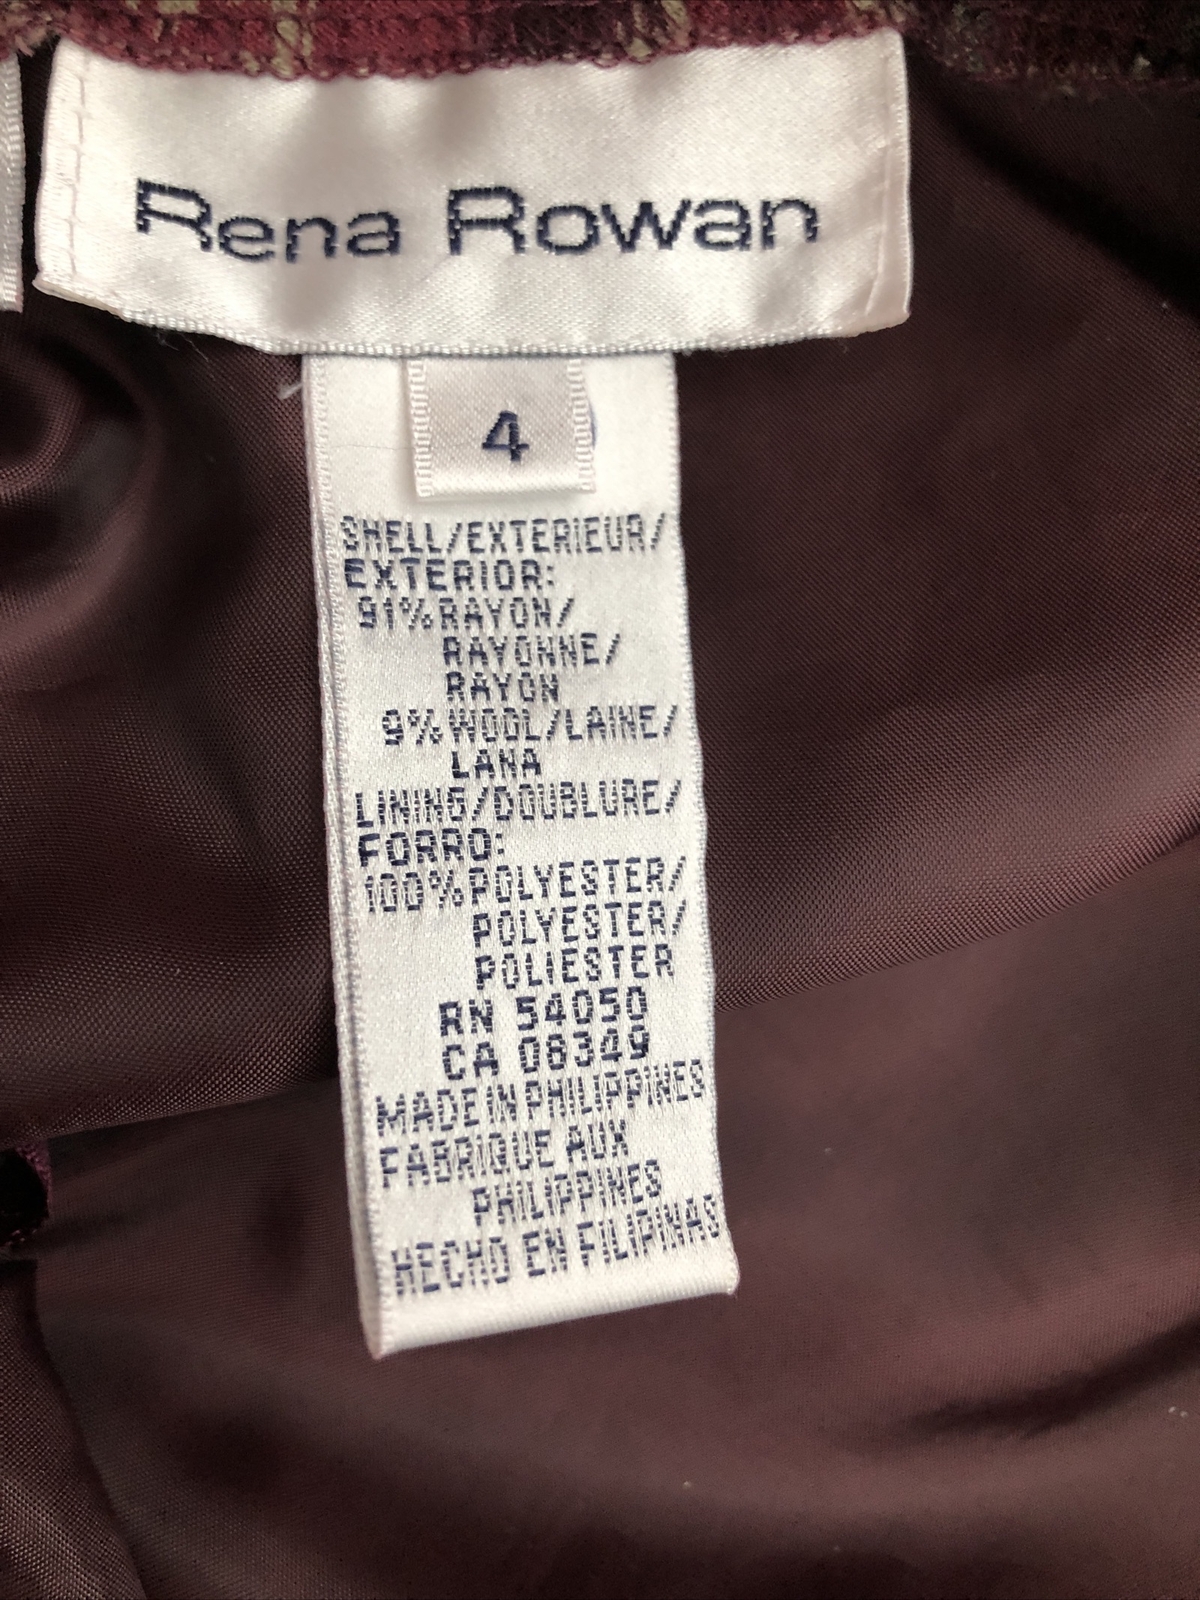 Rena Rowan
4
SHELL/EXTERIEUR/
EXTERIOR:
91% RAYON/
RAYONNE/
RAYON
9% WOOL/LAINE/
LANA
LINING/DOUBLURE/
FORRO:
100% POLYESTER/
POLYESTER/
POLIESTER
RN 54050
CA 08349
MADE IN PHILIPPINES
FABRIQUE AUX
PHILIPPINES
HECHO EN FILIPINAS